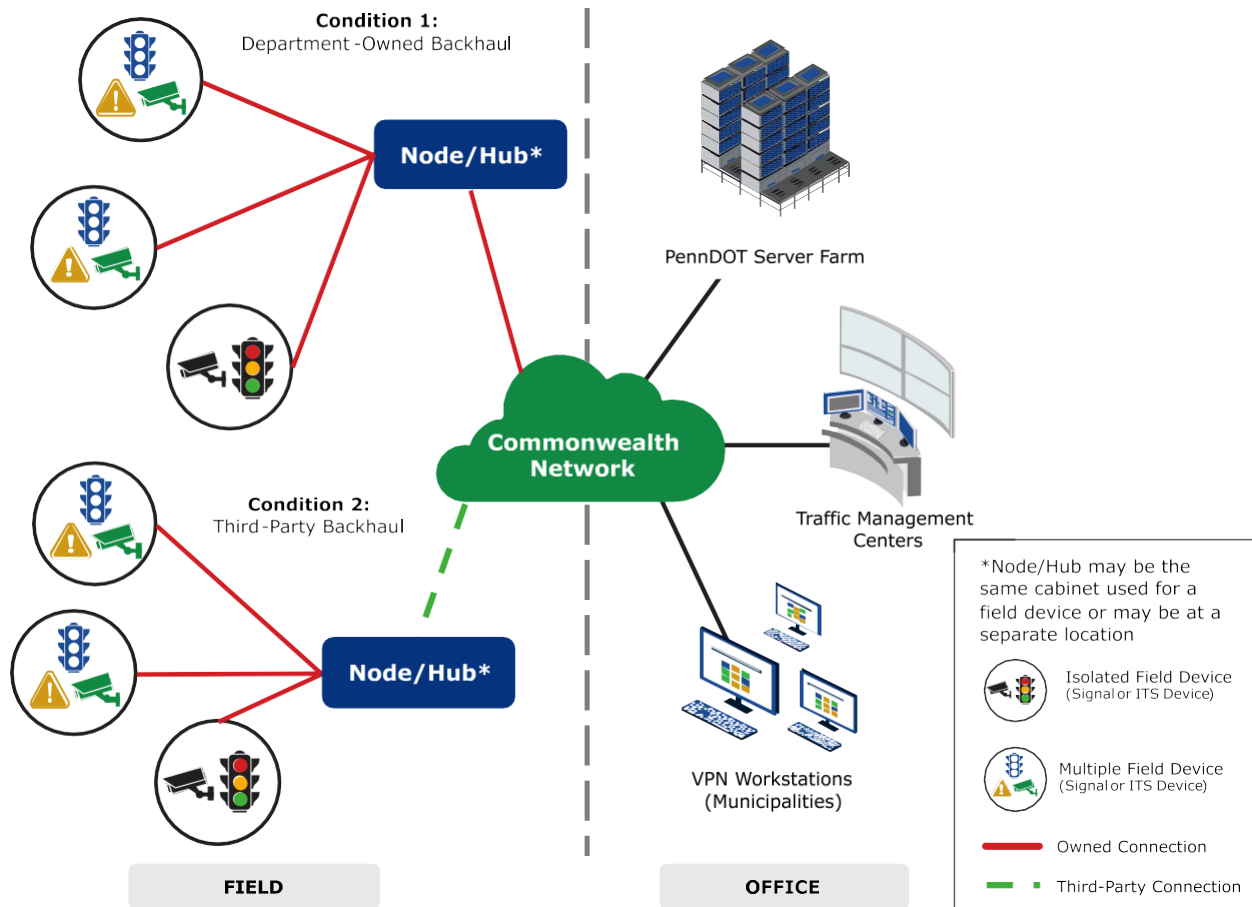 Condition 1:
Department-Owned Backhaul
Node/Hub*
PennDOT Server Farm
Commonwealth
Network
Traffic Management
Centers
Condition 2:
Third-Party Backhaul
Node/Hub*
VPN Workstations
(Municipalities)
*Node/Hub may be the
same cabinet used for a
field device or may be at a
separate location
Isolated Field Device
(Signal or ITS Device)
Multiple Field Device
(Signal or ITS Device)
Owned Connection
Third-Party Connection
FIELD
OFFICE